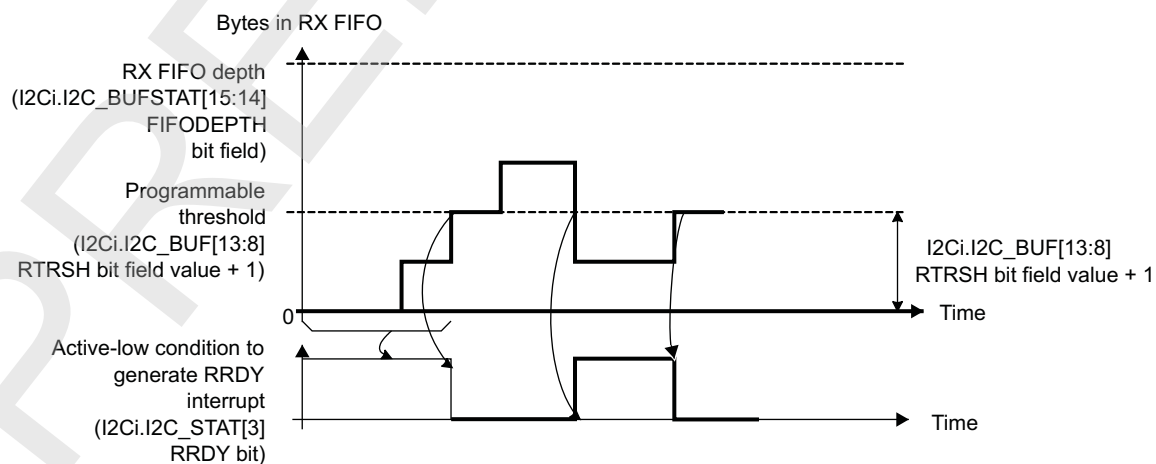 Bytes in RX FIFO
RX FIFO depth
(I2Ci.I2C_BUFSTAT[15:14]
FIFODEPTH
bit field)
Programmable
threshold
(I2Ci.I2C_BUF[13:8]
RTRSH bit field value + 1)
I2Ci.I2C_BUF[13:8]
RTRSH bit field value + 1
0
Time
Active-low condition to
generate RRDY
interrupt
(I2Ci.I2C_STAT[3]
RRDY bit)
Time